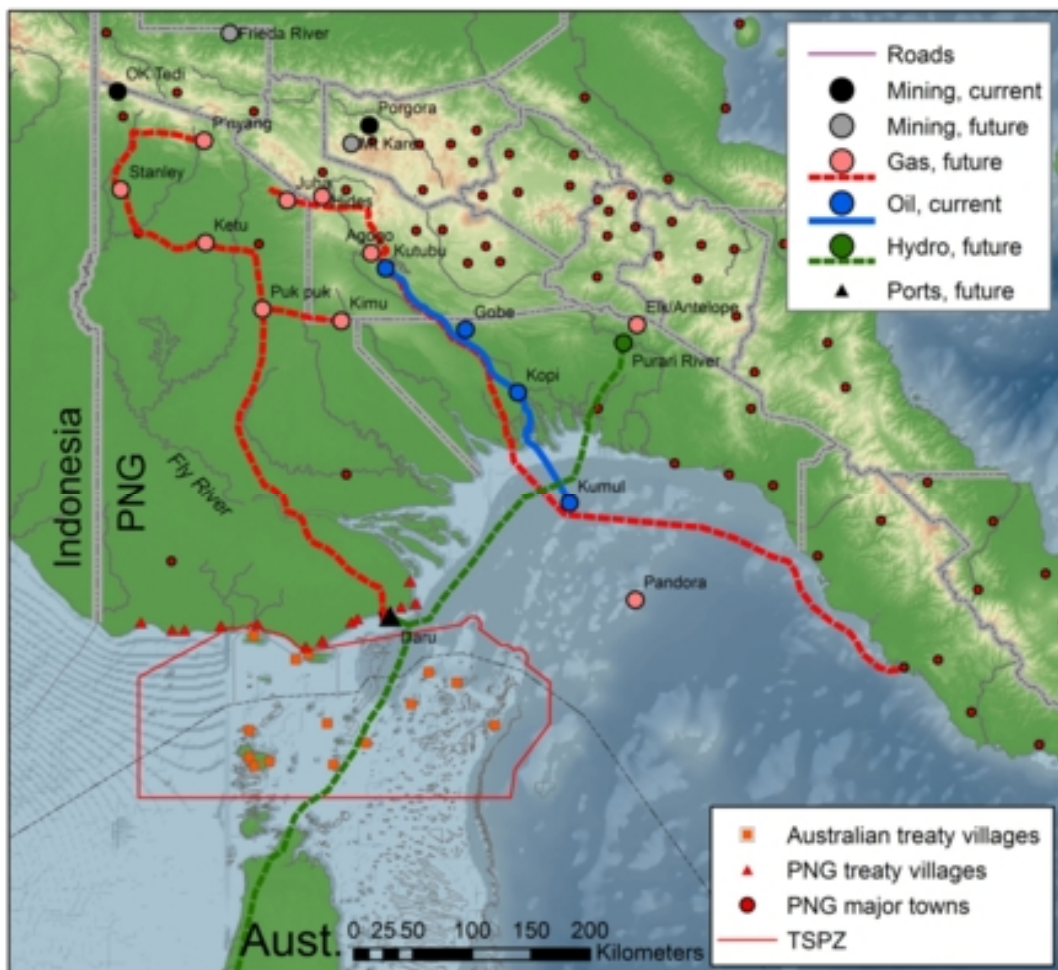 Frieda River
OK Tedi
Porgora
P'nyang
Mt Kare
Stanley
Juha
Hides
Ketu
Agogo
Kutubu
Puk puk
Kimu
Gobe
Elk/Antelope
Purari River
Kopi
Kumul
Indonesia
PNG
Fly River
Pandora
Daru
Aust.
0 25 50 100 150 200
Kilometers
Roads
Mining, current
Mining, future
Gas, future
Oil, current
Hydro, future
Ports, future
Australian treaty villages
PNG treaty villages
PNG major towns
TSPZ